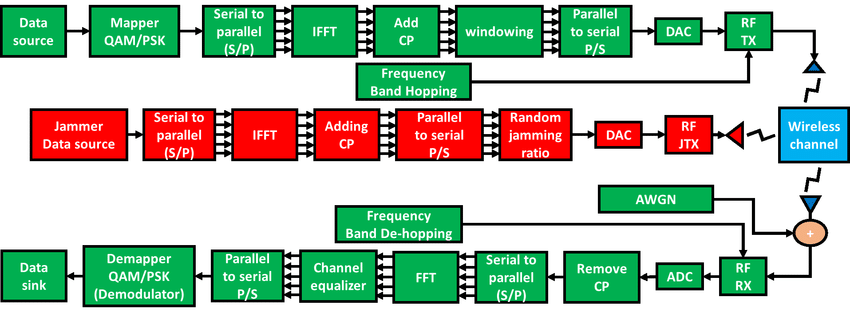 Data
source
Mapper
QAM/PSK
Serial to
parallel
(S/P)
IFFT
Add
CP
windowing
Parallel
to serial
P/S
DAC
RF
TX
Frequency
Band Hopping
Jammer
Data source
Serial to
parallel
(S/P)
IFFT
Adding
CP
Parallel
to serial
P/S
Random
jamming
ratio
DAC
RF
JTX
Wireless
channel
AWGN
Frequency
Band De-hopping
+
Data
sink
Demapper
QAM/PSK
(Demodulator)
Parallel
to serial
P/S
Channel
equalizer
FFT
Serial to
parallel
(S/P)
Remove
CP
ADC
RF
RX